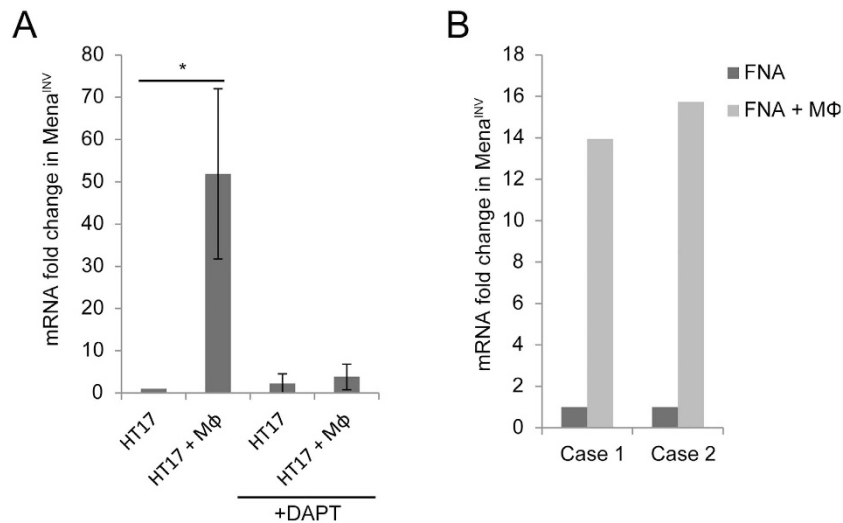 A
mRNA fold change in Mena^INV
80
70
60
50
40
30
20
10
0
*
HT17
HT17 + MΦ
HT17
HT17 + MΦ
+DAPT
B
mRNA fold change in Mena^INV
18
16
14
12
10
8
6
4
2
0
Case 1
Case 2
FNA
FNA + MΦ